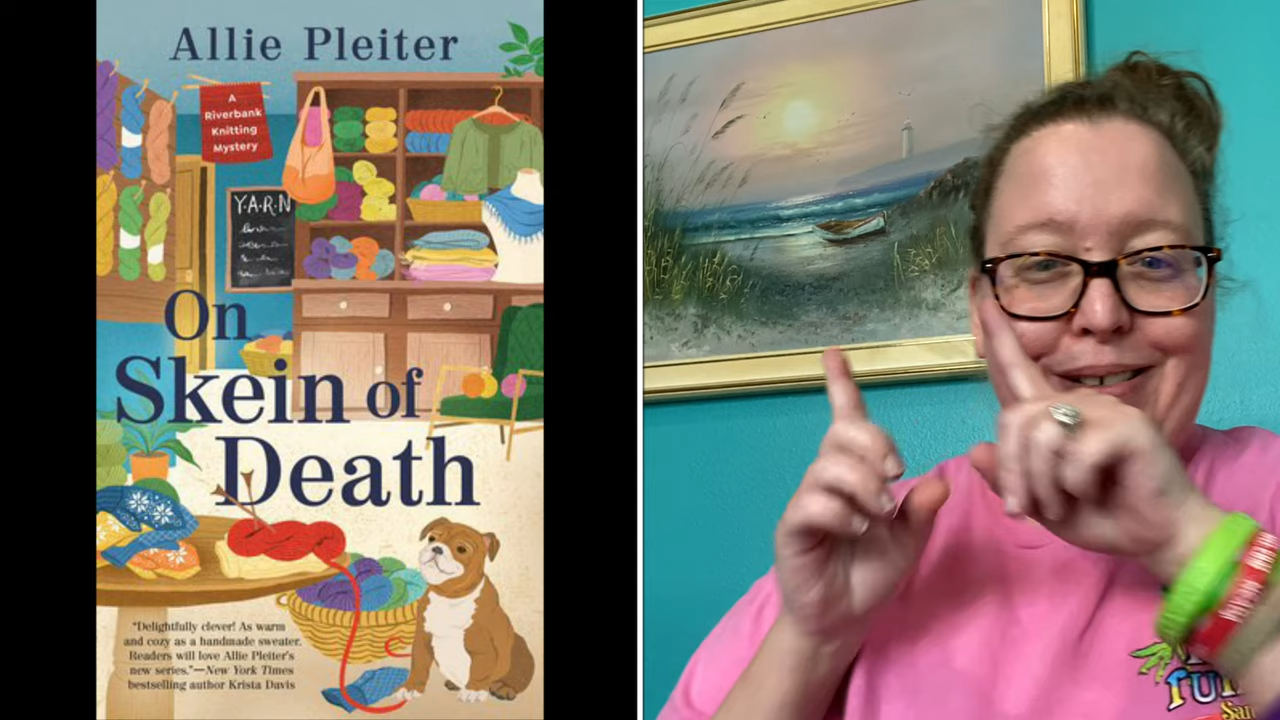 Allie Pleiter
A
Riverbank
Knitting
Mystery
Y.A.R.N
On
Skein of
Death
"Delightfully clever! As warm
and cozy as a handmade sweater.
Readers will love Allie Pleiter's
new series."—New York Times
bestselling author Krista Davis